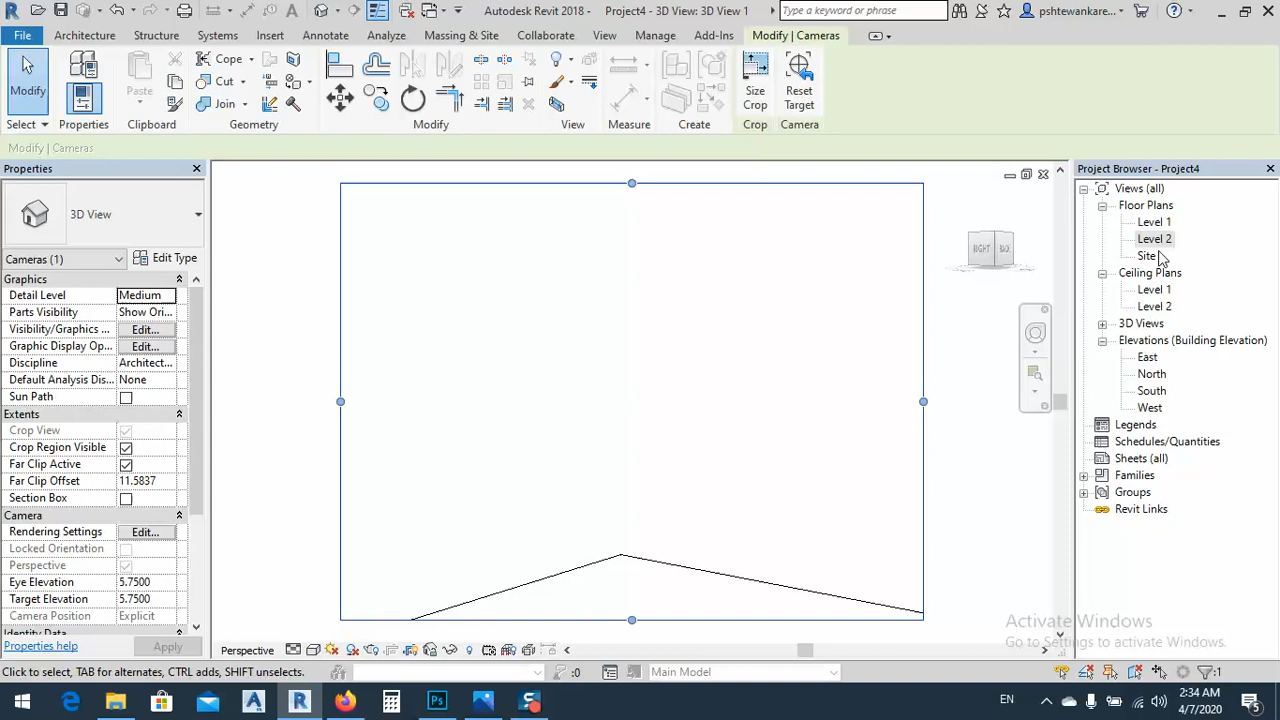 Autodesk Revit 2018 - Project4 - 3D View: 3D View 1
Type a keyword or phrase
pshtewankare...
File Architecture Structure Systems Insert Annotate Analyze Massing & Site Collaborate View Manage Add-Ins Modify | Cameras
Modify
Paste
Cope
Cut
Join
Size Crop
Reset Target
Select Properties Clipboard Geometry Modify View Measure Create Crop Camera
Modify | Cameras
Properties
3D View
Cameras (1) Edit Type
Graphics
Detail Level Medium
Parts Visibility Show Ori...
Visibility/Graphics ... Edit...
Graphic Display Op... Edit...
Discipline Architect...
Default Analysis Dis... None
Sun Path
Extents
Crop View
Crop Region Visible
Far Clip Active
Far Clip Offset 11.5837
Section Box
Camera
Rendering Settings Edit...
Locked Orientation
Perspective
Eye Elevation 5.7500
Target Elevation 5.7500
Camera Position Explicit
Identity Data
Properties help Apply
RIGHT BACK
Perspective
Project Browser - Project4
Views (all)
Floor Plans
Level 1
Level 2
Site
Ceiling Plans
Level 1
Level 2
3D Views
Elevations (Building Elevation)
East
North
South
West
Legends
Schedules/Quantities
Sheets (all)
Families
Groups
Revit Links
Activate Windows
Go to Settings to activate Windows.
Click to select, TAB for alternates, CTRL adds, SHIFT unselects.
:0
Main Model
:1
EN
2:34 AM
4/7/2020
5